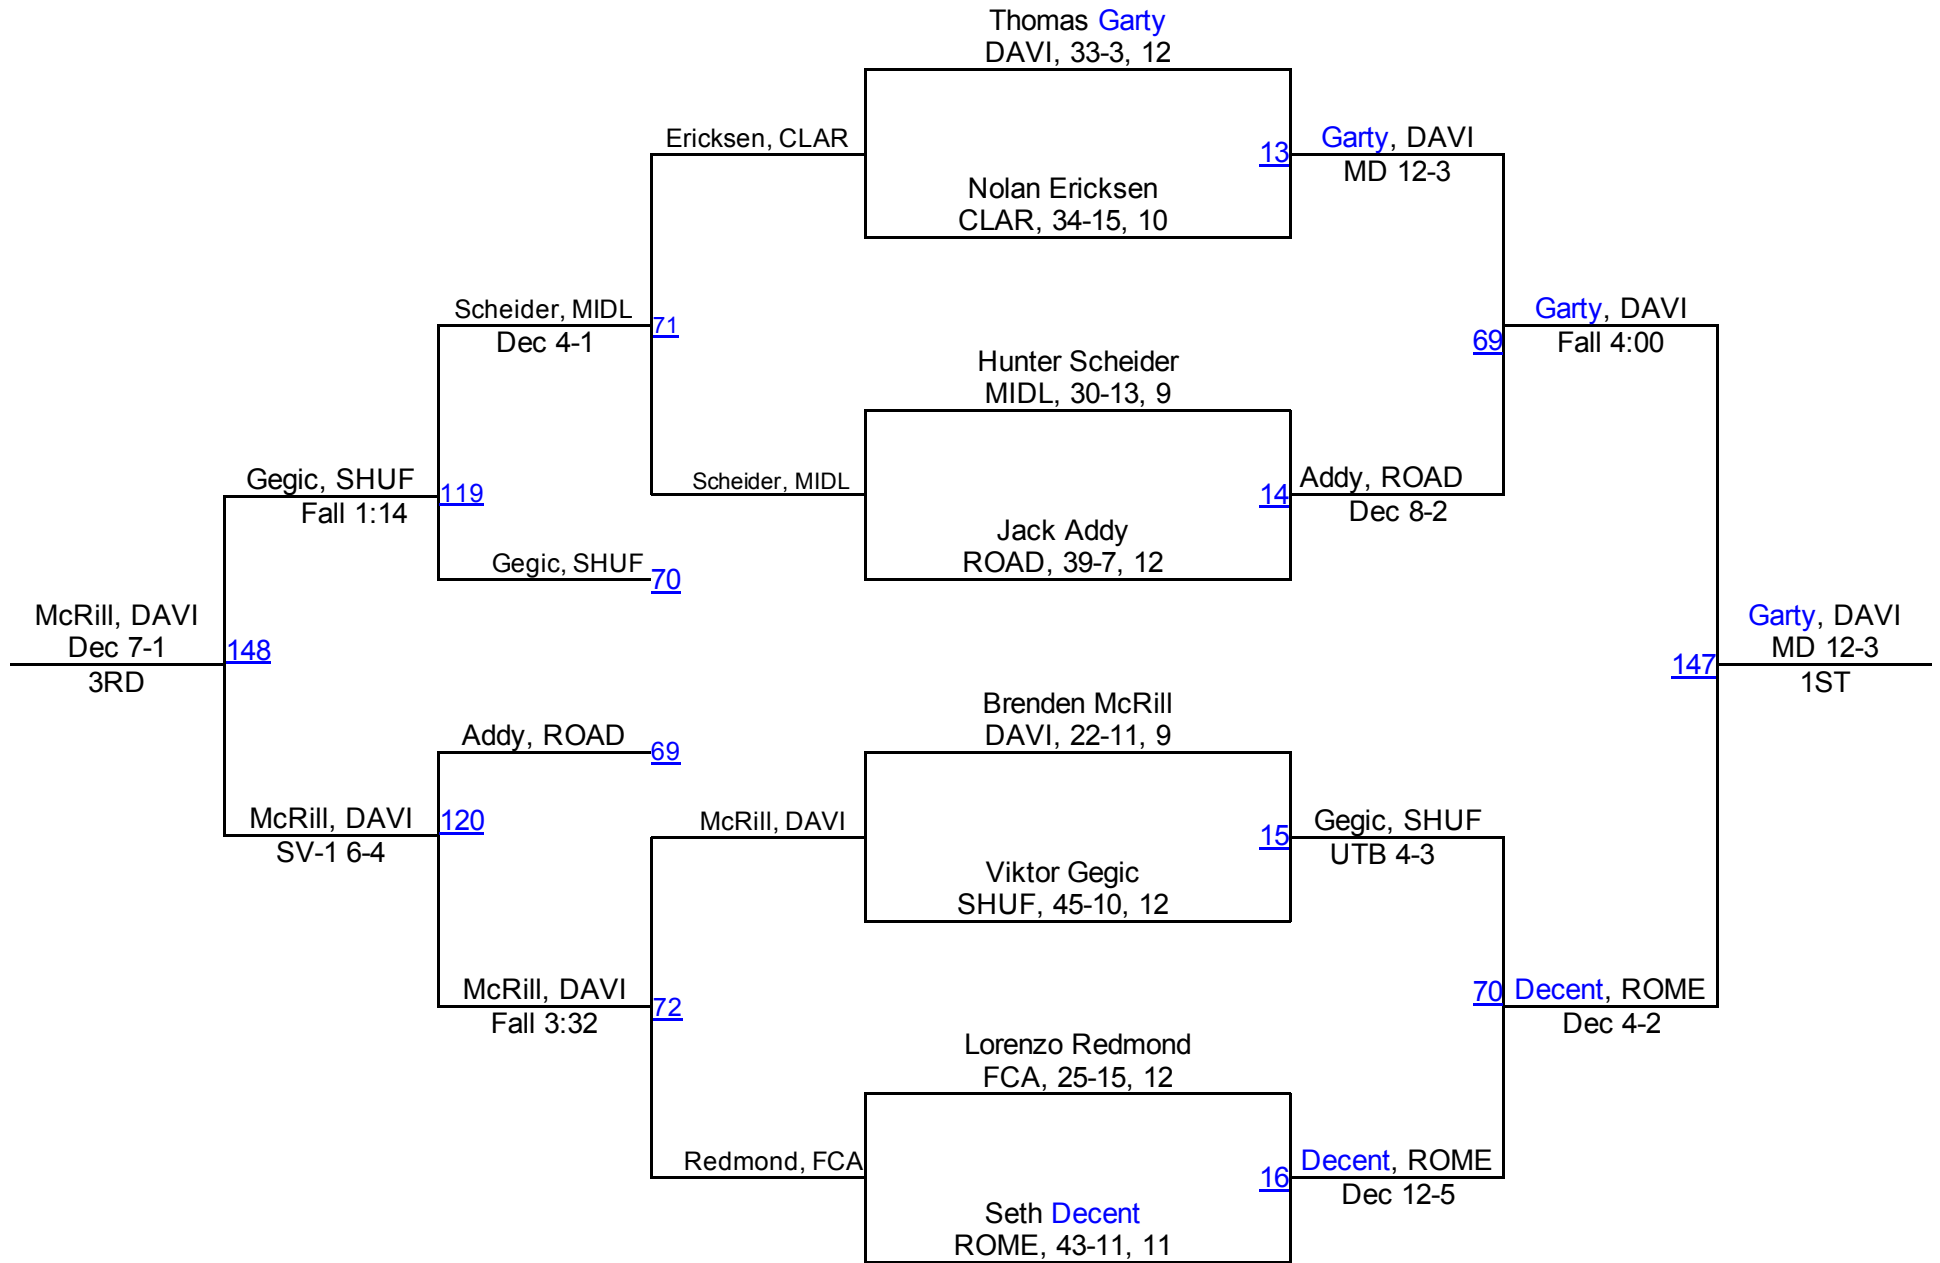 Thomas Garty
DAVI, 33-3, 12
Ericksen, CLAR
13
Garty, DAVI
MD 12-3
Nolan Ericksen
CLAR, 34-15, 10
Scheider, MIDL
Dec 4-1
71
Garty, DAVI
Fall 4:00
69
Hunter Scheider
MIDL, 30-13, 9
Gegic, SHUF
Fall 1:14
119
Scheider, MIDL
14
Addy, ROAD
Dec 8-2
Jack Addy
ROAD, 39-7, 12
Gegic, SHUF
70
McRill, DAVI
Dec 7-1
3RD
148
147
Garty, DAVI
MD 12-3
1ST
Addy, ROAD
69
Brenden McRill
DAVI, 22-11, 9
McRill, DAVI
SV-1 6-4
120
McRill, DAVI
15
Gegic, SHUF
UTB 4-3
Viktor Gegic
SHUF, 45-10, 12
McRill, DAVI
Fall 3:32
72
70
Decent, ROME
Dec 4-2
Lorenzo Redmond
FCA, 25-15, 12
Redmond, FCA
16
Decent, ROME
Dec 12-5
Seth Decent
ROME, 43-11, 11